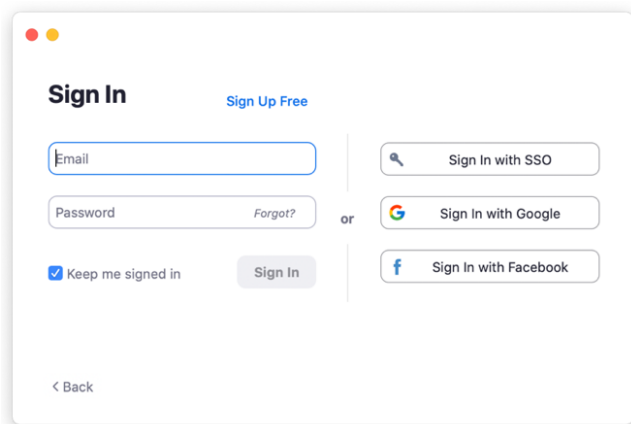 Sign In
Sign Up Free
Email
Password
Forgot?
Keep me signed in
Sign In
or
Sign In with SSO
Sign In with Google
Sign In with Facebook
< Back